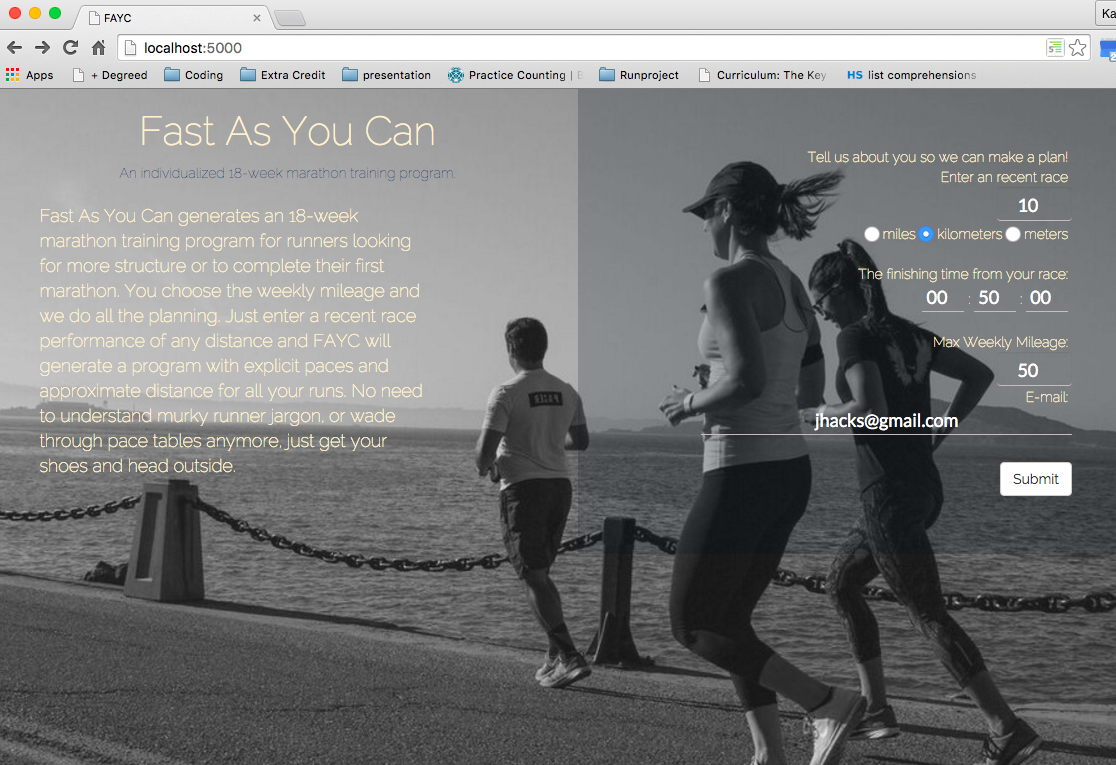 FAYC
Ka
localhost:5000
Apps
+ Degreed
Coding
Extra Credit
presentation
Practice Counting |
Runproject
Curriculum: The Key
HS list comprehensions
Fast As You Can
An individualized 18-week marathon training program.
Fast As You Can generates an 18-week
marathon training program for runners looking
for more structure or to complete their first
marathon. You choose the weekly mileage and
we do all the planning. Just enter a recent race
performance of any distance and FAYC will
generate a program with explicit paces and
approximate distance for all your runs. No need
to understand murky runner jargon, or wade
through pace tables anymore, just get your
shoes and head outside.
Tell us about you so we can make a plan!
Enter an recent race
10
miles kilometers meters
The finishing time from your race:
00 : 50 : 00
Max Weekly Mileage:
50
E-mail:
jhacks@gmail.com
Submit
PACER